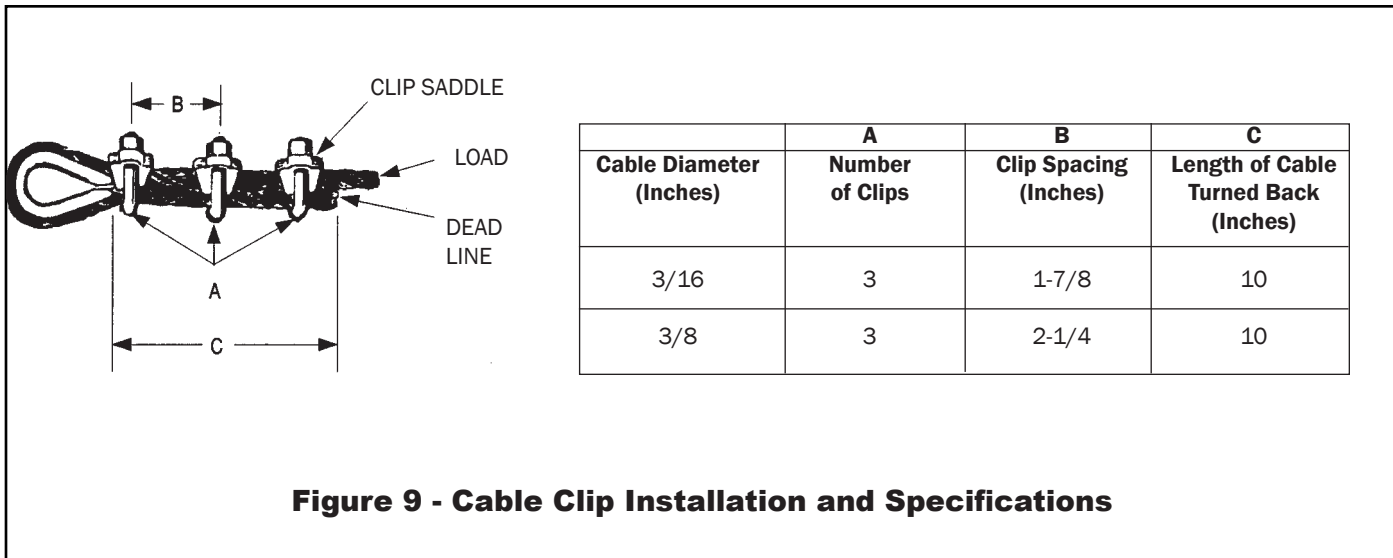 B
CLIP SADDLE
LOAD
DEAD
LINE
A
C
A B C
Cable Diameter Number Clip Spacing Length of Cable
(Inches) of Clips (Inches) Turned Back
(Inches)
3/16 3 1-7/8 10
3/8 3 2-1/4 10
Figure 9 - Cable Clip Installation and Specifications